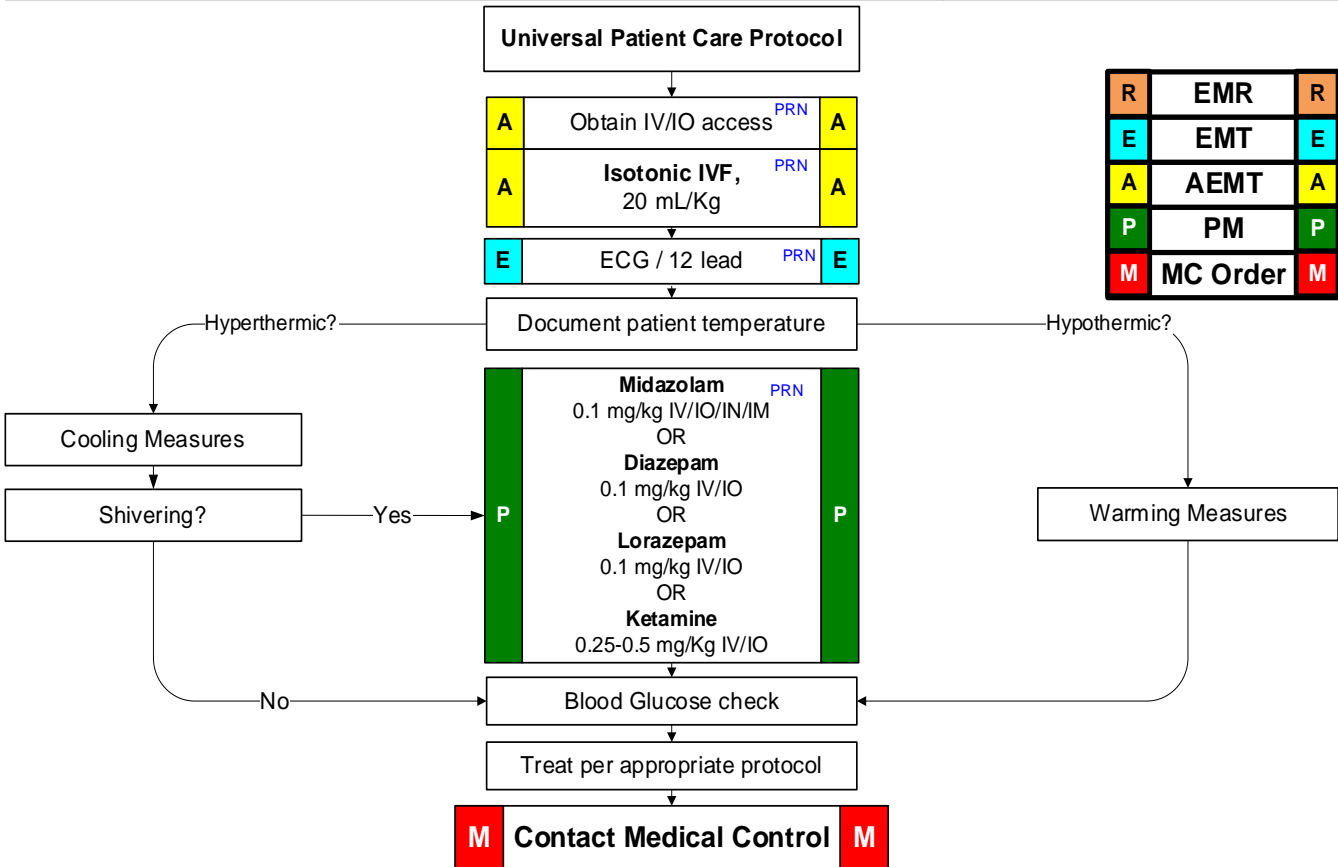 Universal Patient Care Protocol
A Obtain IV/IO access PRN A
A Isotonic IVF, PRN A
20 mL/Kg
E ECG / 12 lead PRN E
R EMR R
E EMT E
A AEMT A
P PM P
M MC Order M
Hyperthermic?
Document patient temperature
Hypothermic?
Cooling Measures
Shivering?
Yes
No
P
Midazolam PRN
0.1 mg/kg IV/IO/IN/IM
OR
Diazepam
0.1 mg/kg IV/IO
OR
Lorazepam
0.1 mg/kg IV/IO
OR
Ketamine
0.25-0.5 mg/Kg IV/IO
P
Warming Measures
Blood Glucose check
Treat per appropriate protocol
M Contact Medical Control M